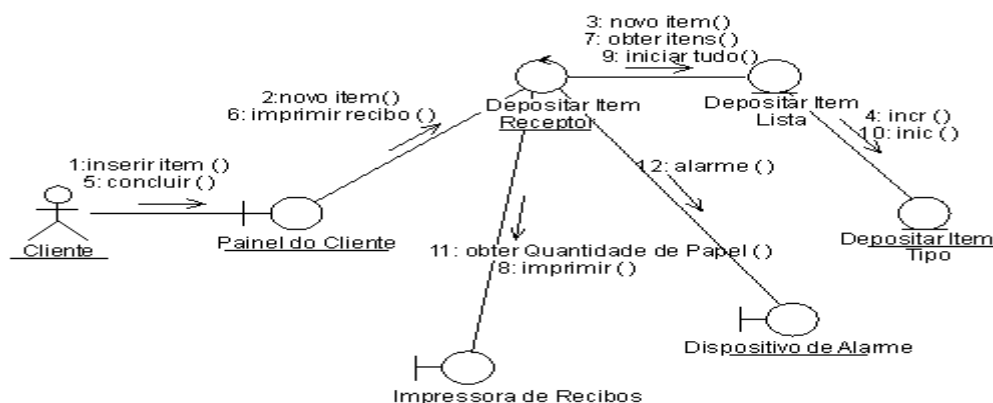 3: novo item()
7: obter itens()
9: iniciar tudo()
Depositar Item
Receptor
Depositar Item
Lista
2:novo item()
6: imprimir recibo ()
4: incr ()
10: inic ()
1:inserir item ()
5: concluir ()
12: alarme ()
Cliente
Painel do Cliente
Depositar Item
Tipo
11: obter Quantidade de Papel ()
8: imprimir ()
Dispositivo de Alarme
Impressora de Recibos